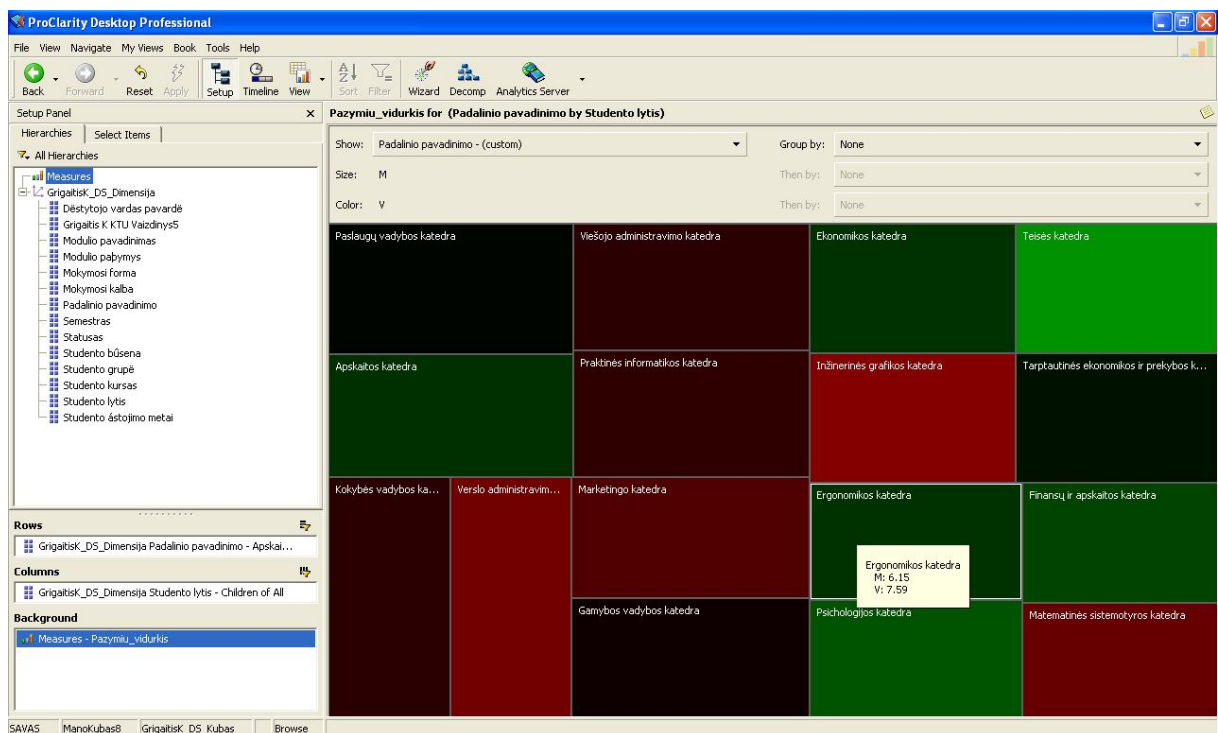 ProClarity Desktop Professional
File View Navigate My Views Book Tools Help
Back Forward Reset Apply Setup Timeline View Sort Filter Wizard Decomp Analytics Server
Setup Panel x
Hierarchies Select Items
All Hierarchies
Measures
GrigaitisK_DS_Dimensija
Dëstytojo vardas pavardë
Grigaitis K KTU Vaizdinys5
Modulio pavadinimas
Modulio paþymys
Mokymosi forma
Mokymosi kalba
Padalinio pavadinimo
Semestras
Statusas
Studento bûsena
Studento grupë
Studento kursas
Studento lytis
Studento ástojimo metai
Rows
GrigaitisK_DS_Dimensija Padalinio pavadinimo - Apskai...
Columns
GrigaitisK_DS_Dimensija Studento lytis - Children of All
Background
Measures - Pazymiu_vidurkis
Pazymiu_vidurkis for (Padalinio pavadinimo by Studento lytis)
Show: Padalinio pavadinimo - (custom) Group by: None
Size: M Then by: None
Color: V Then by: None
Paslaugų vadybos katedra
Viešojo administravimo katedra
Ekonomikos katedra
Teisės katedra
Apskaitos katedra
Praktinės informatikos katedra
Inžinerinės grafikos katedra
Tarptautinės ekonomikos ir prekybos k...
Kokybės vadybos ka...
Verslo administravim...
Marketingo katedra
Ergonomikos katedra
Finansų ir apskaitos katedra
Ergonomikos katedra
M: 6.15
V: 7.59
Gamybos vadybos katedra
Psichologijos katedra
Matematinės sistemotyros katedra
SAVAS ManoKubas8 GrigaitisK_DS_Kubas Browse